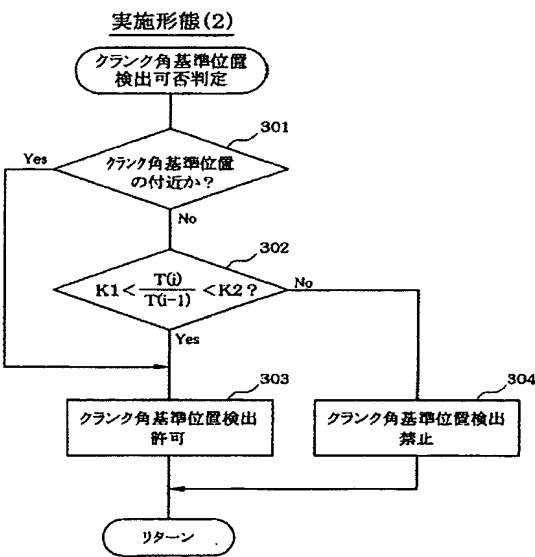 実施形態(2)
クランク角基準位置
検出可否判定
301
Yes
クランク角基準位置
の付近か?
No
302
K1<T(i)/T(i-1)<K2?
No
Yes
303
304
クランク角基準位置検出
許可
クランク角基準位置検出
禁止
リターン